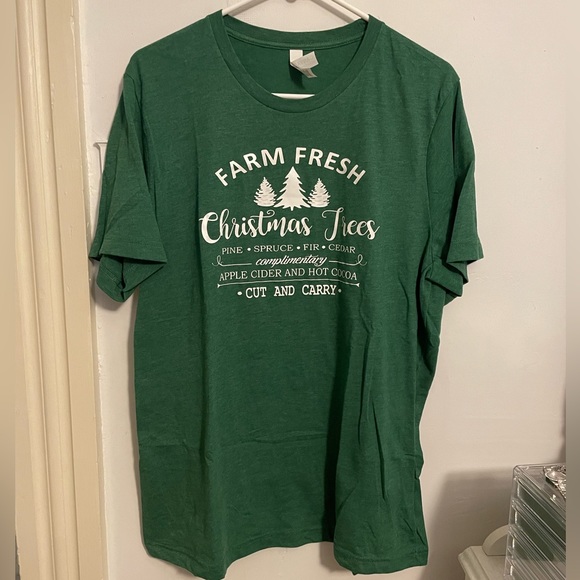 FARM FRESH
Christmas Trees
PINE • SPRUCE • FIR • CEDAR
complimentary
APPLE CIDER AND HOT COCOA
• CUT AND CARRY •